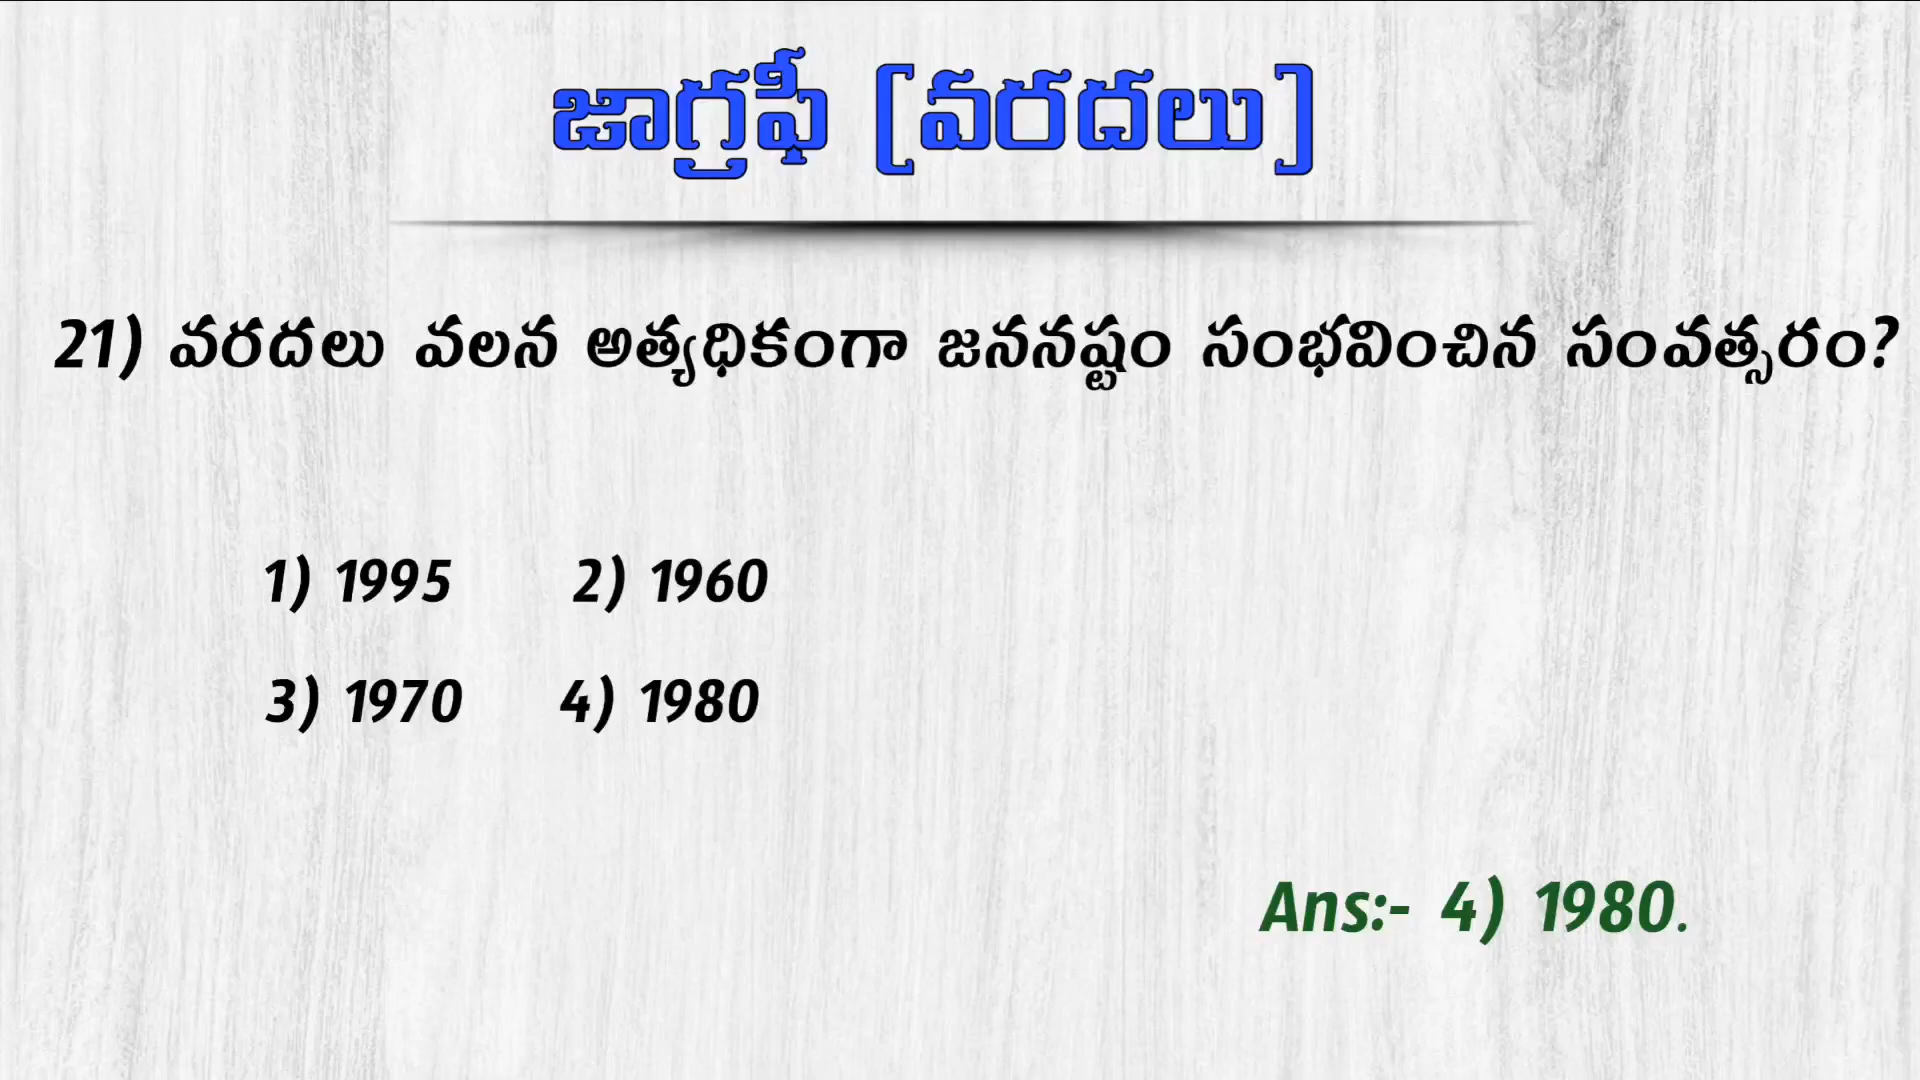 జాగ్రఫీ [వరదలు]
21) వరదలు వలన అత్యధికంగా జననష్టం సంభవించిన సంవత్సరం?
1) 1995 2) 1960
3) 1970 4) 1980
Ans:- 4) 1980.